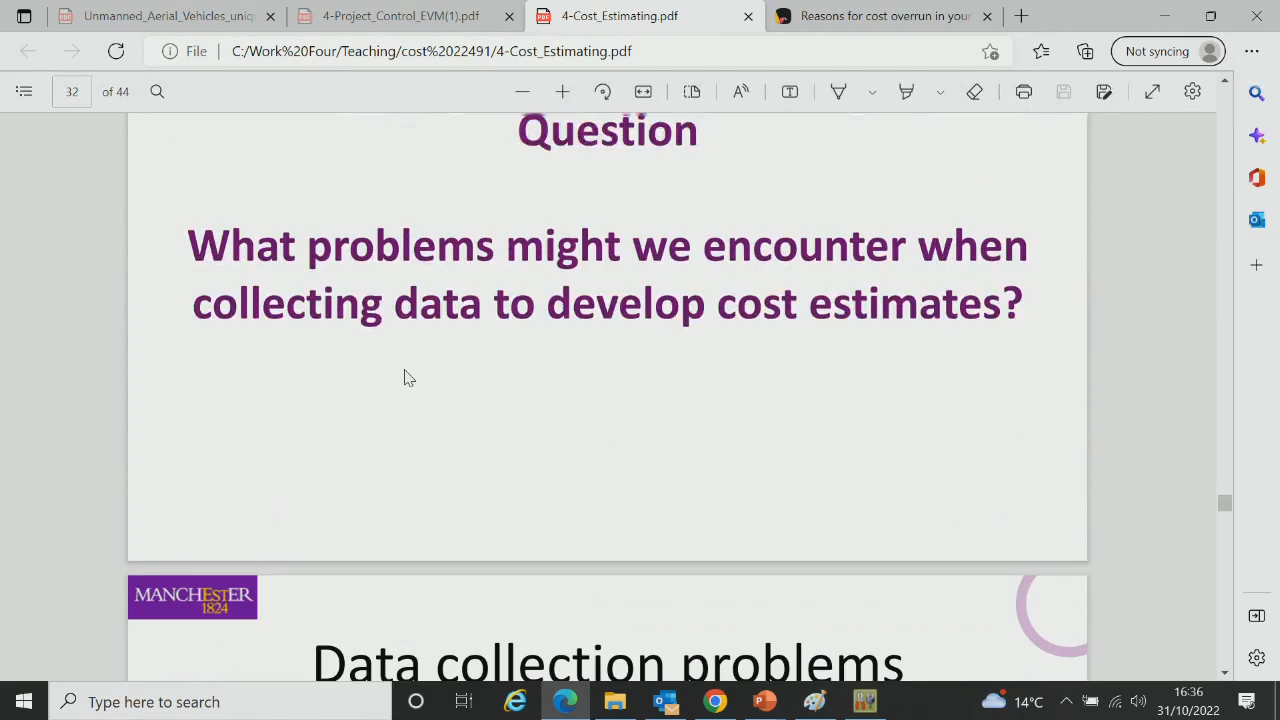 Unmanned_Aerial_Vehicles_uniq
4-Project_Control_EVM(1).pdf
4-Cost_Estimating.pdf
Reasons for cost overrun in your
File
C:/Work%20Four/Teaching/cost%2022491/4-Cost_Estimating.pdf
Not syncing
32 of 44
Question
What problems might we encounter when
collecting data to develop cost estimates?
MANCHESTER
1824
Data collection problems
Type here to search
14°C
16:36
31/10/2022